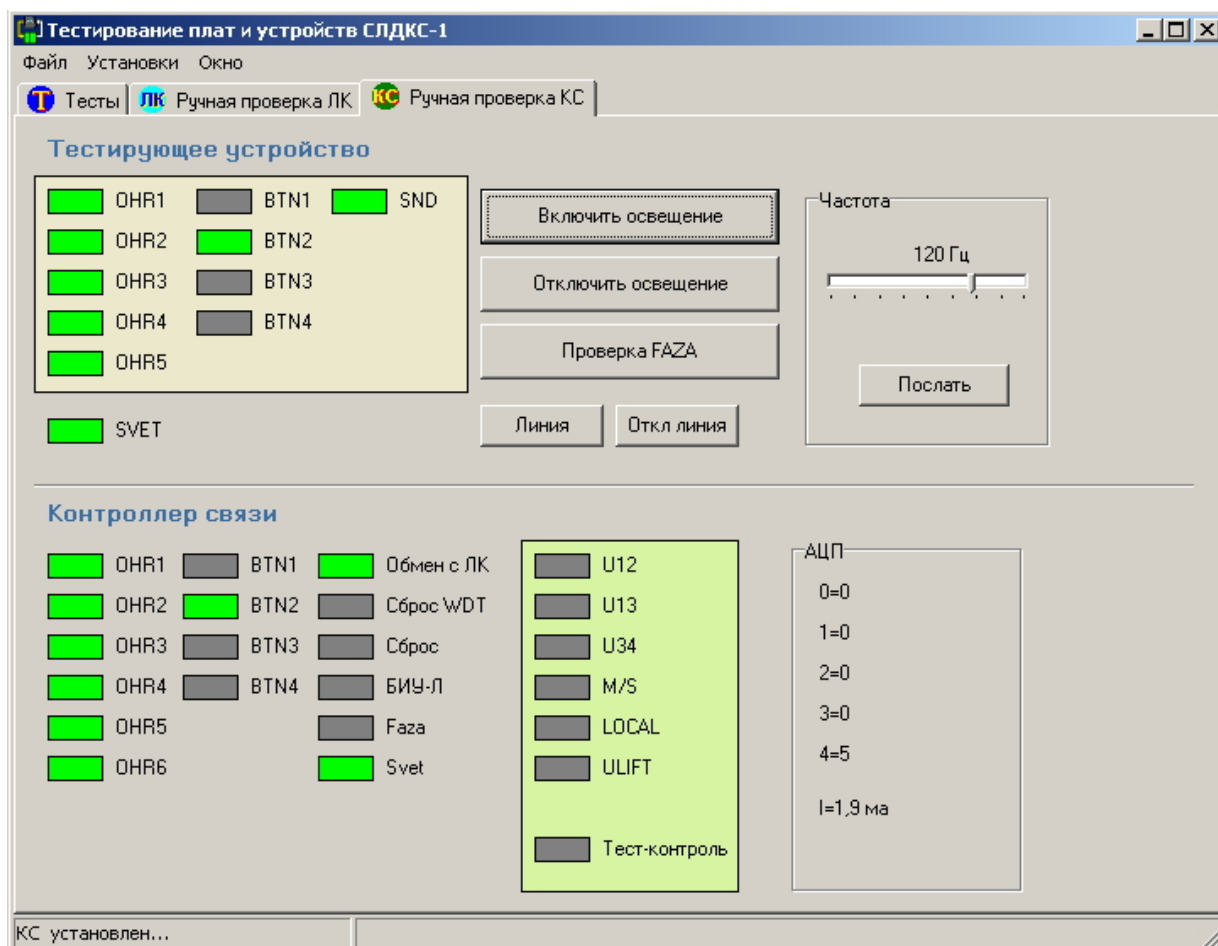 Тестирование плат и устройств СЛДКС-1
Файл Установки Окно
Т Тесты ЛК Ручная проверка ЛК КС Ручная проверка КС
Тестирующее устройство
OHR1 BTN1 SND
OHR2 BTN2
OHR3 BTN3
OHR4 BTN4
OHR5
SVET
Включить освещение
Отключить освещение
Проверка FAZA
Линия Откл линия
Частота
120 Гц
Послать
Контроллер связи
OHR1 BTN1 Обмен с ЛК
OHR2 BTN2 Сброс WDT
OHR3 BTN3 Сброс
OHR4 BTN4 БИУ-Л
OHR5 Faza
OHR6 Svet
U12
U13
U34
M/S
LOCAL
ULIFT
Тест-контроль
АЦП
0=0
1=0
2=0
3=0
4=5
I=1,9 ма
КС установлен...